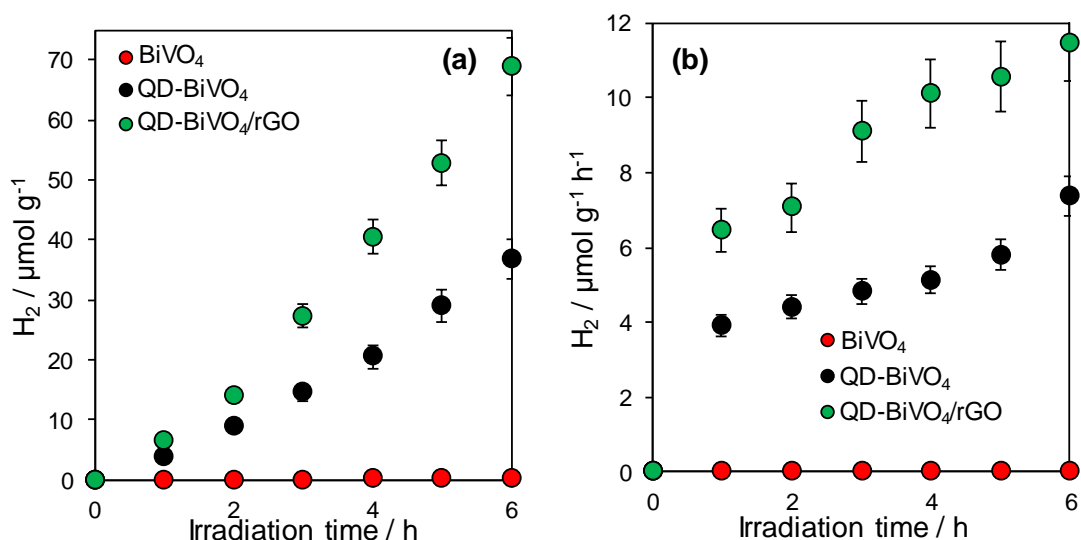 (a)
BiVO₄
QD-BiVO₄
QD-BiVO₄/rGO
H₂ / µmol g⁻¹
70
60
50
40
30
20
10
0
0 2 4 6
Irradiation time / h
(b)
H₂ / µmol g⁻¹ h⁻¹
12
10
8
6
4
2
0
BiVO₄
QD-BiVO₄
QD-BiVO₄/rGO
0 2 4 6
Irradiation time / h